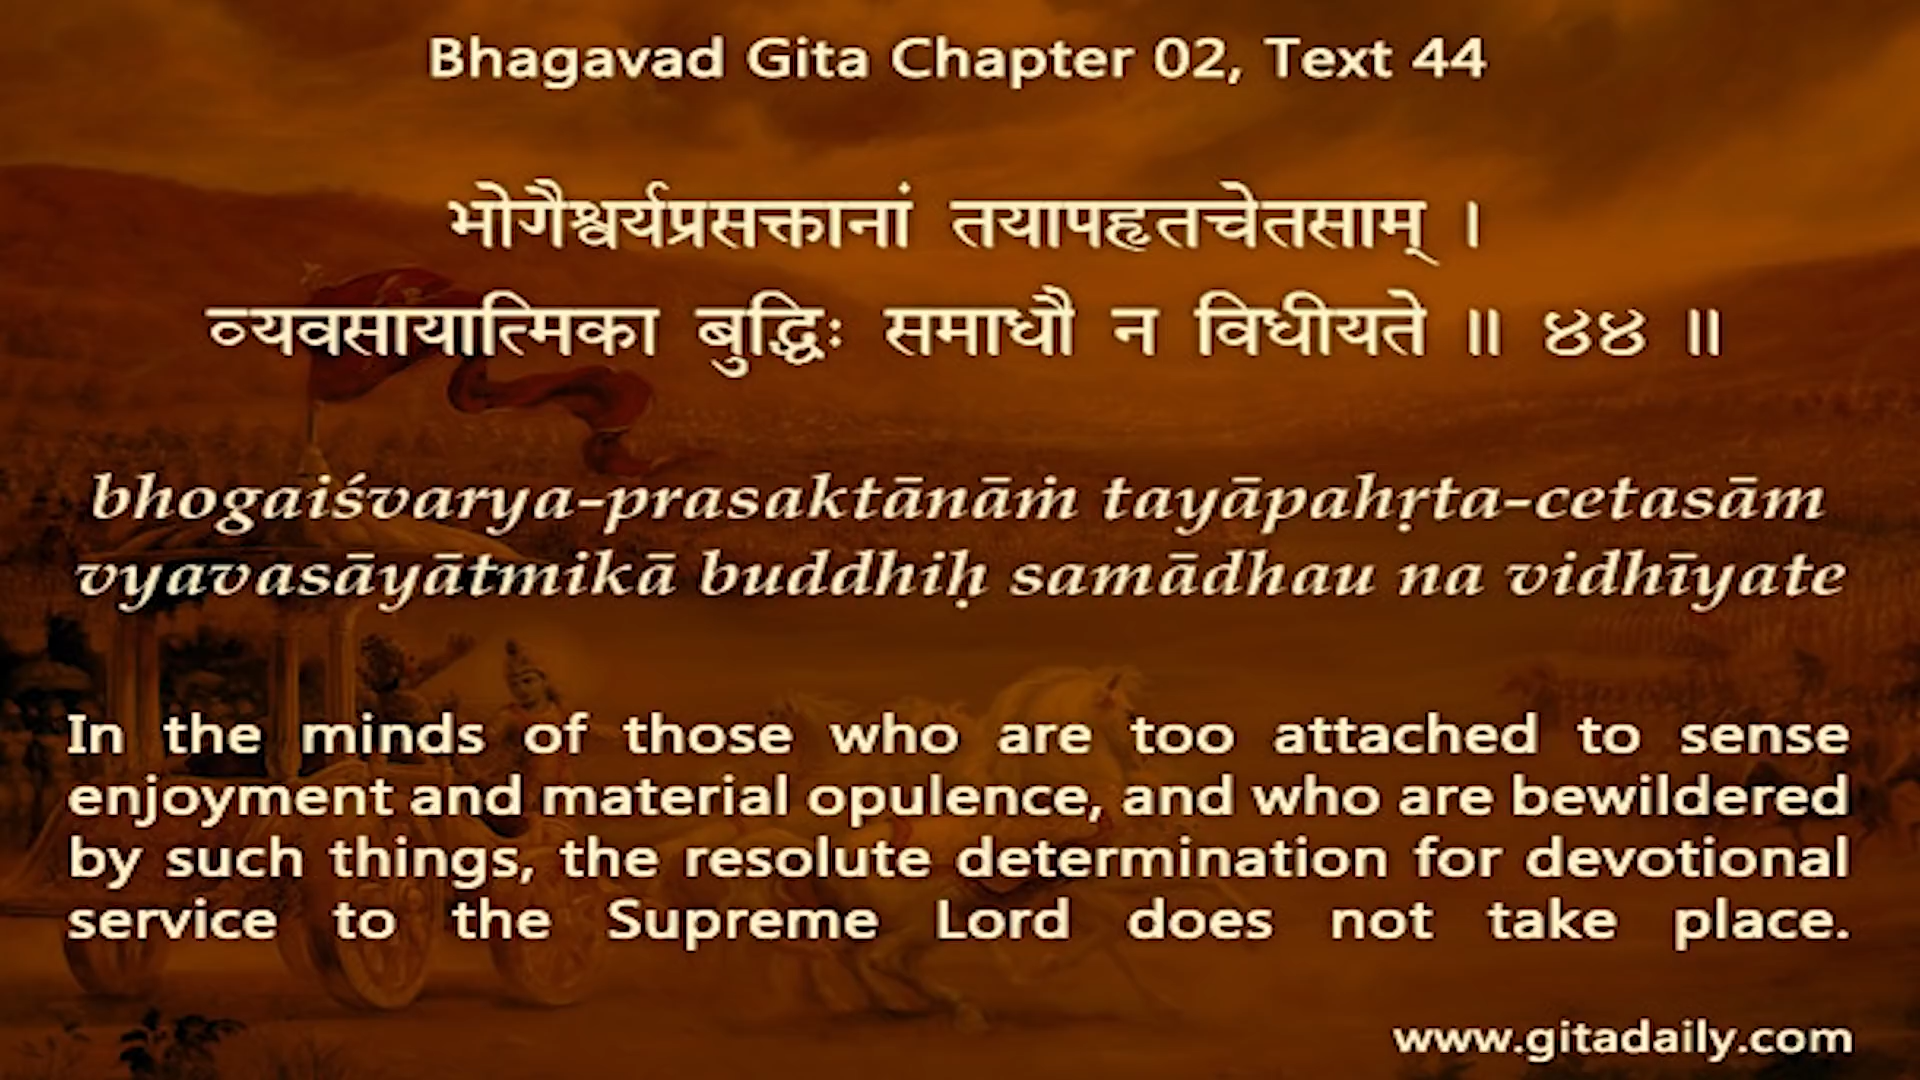 Bhagavad Gita Chapter 02, Text 44
भोगैश्वर्यप्रसक्तानां तयापहृतचेतसाम् ।
व्यवसायात्मिका बुद्धिः समाधौ न विधीयते ॥ ४४ ॥
bhogaiśvarya-prasaktānāṁ tayāpahṛta-cetasām
vyavasāyātmikā buddhiḥ samādhau na vidhīyate
In the minds of those who are too attached to sense
enjoyment and material opulence, and who are bewildered
by such things, the resolute determination for devotional
service to the Supreme Lord does not take place.
www.gitadaily.com